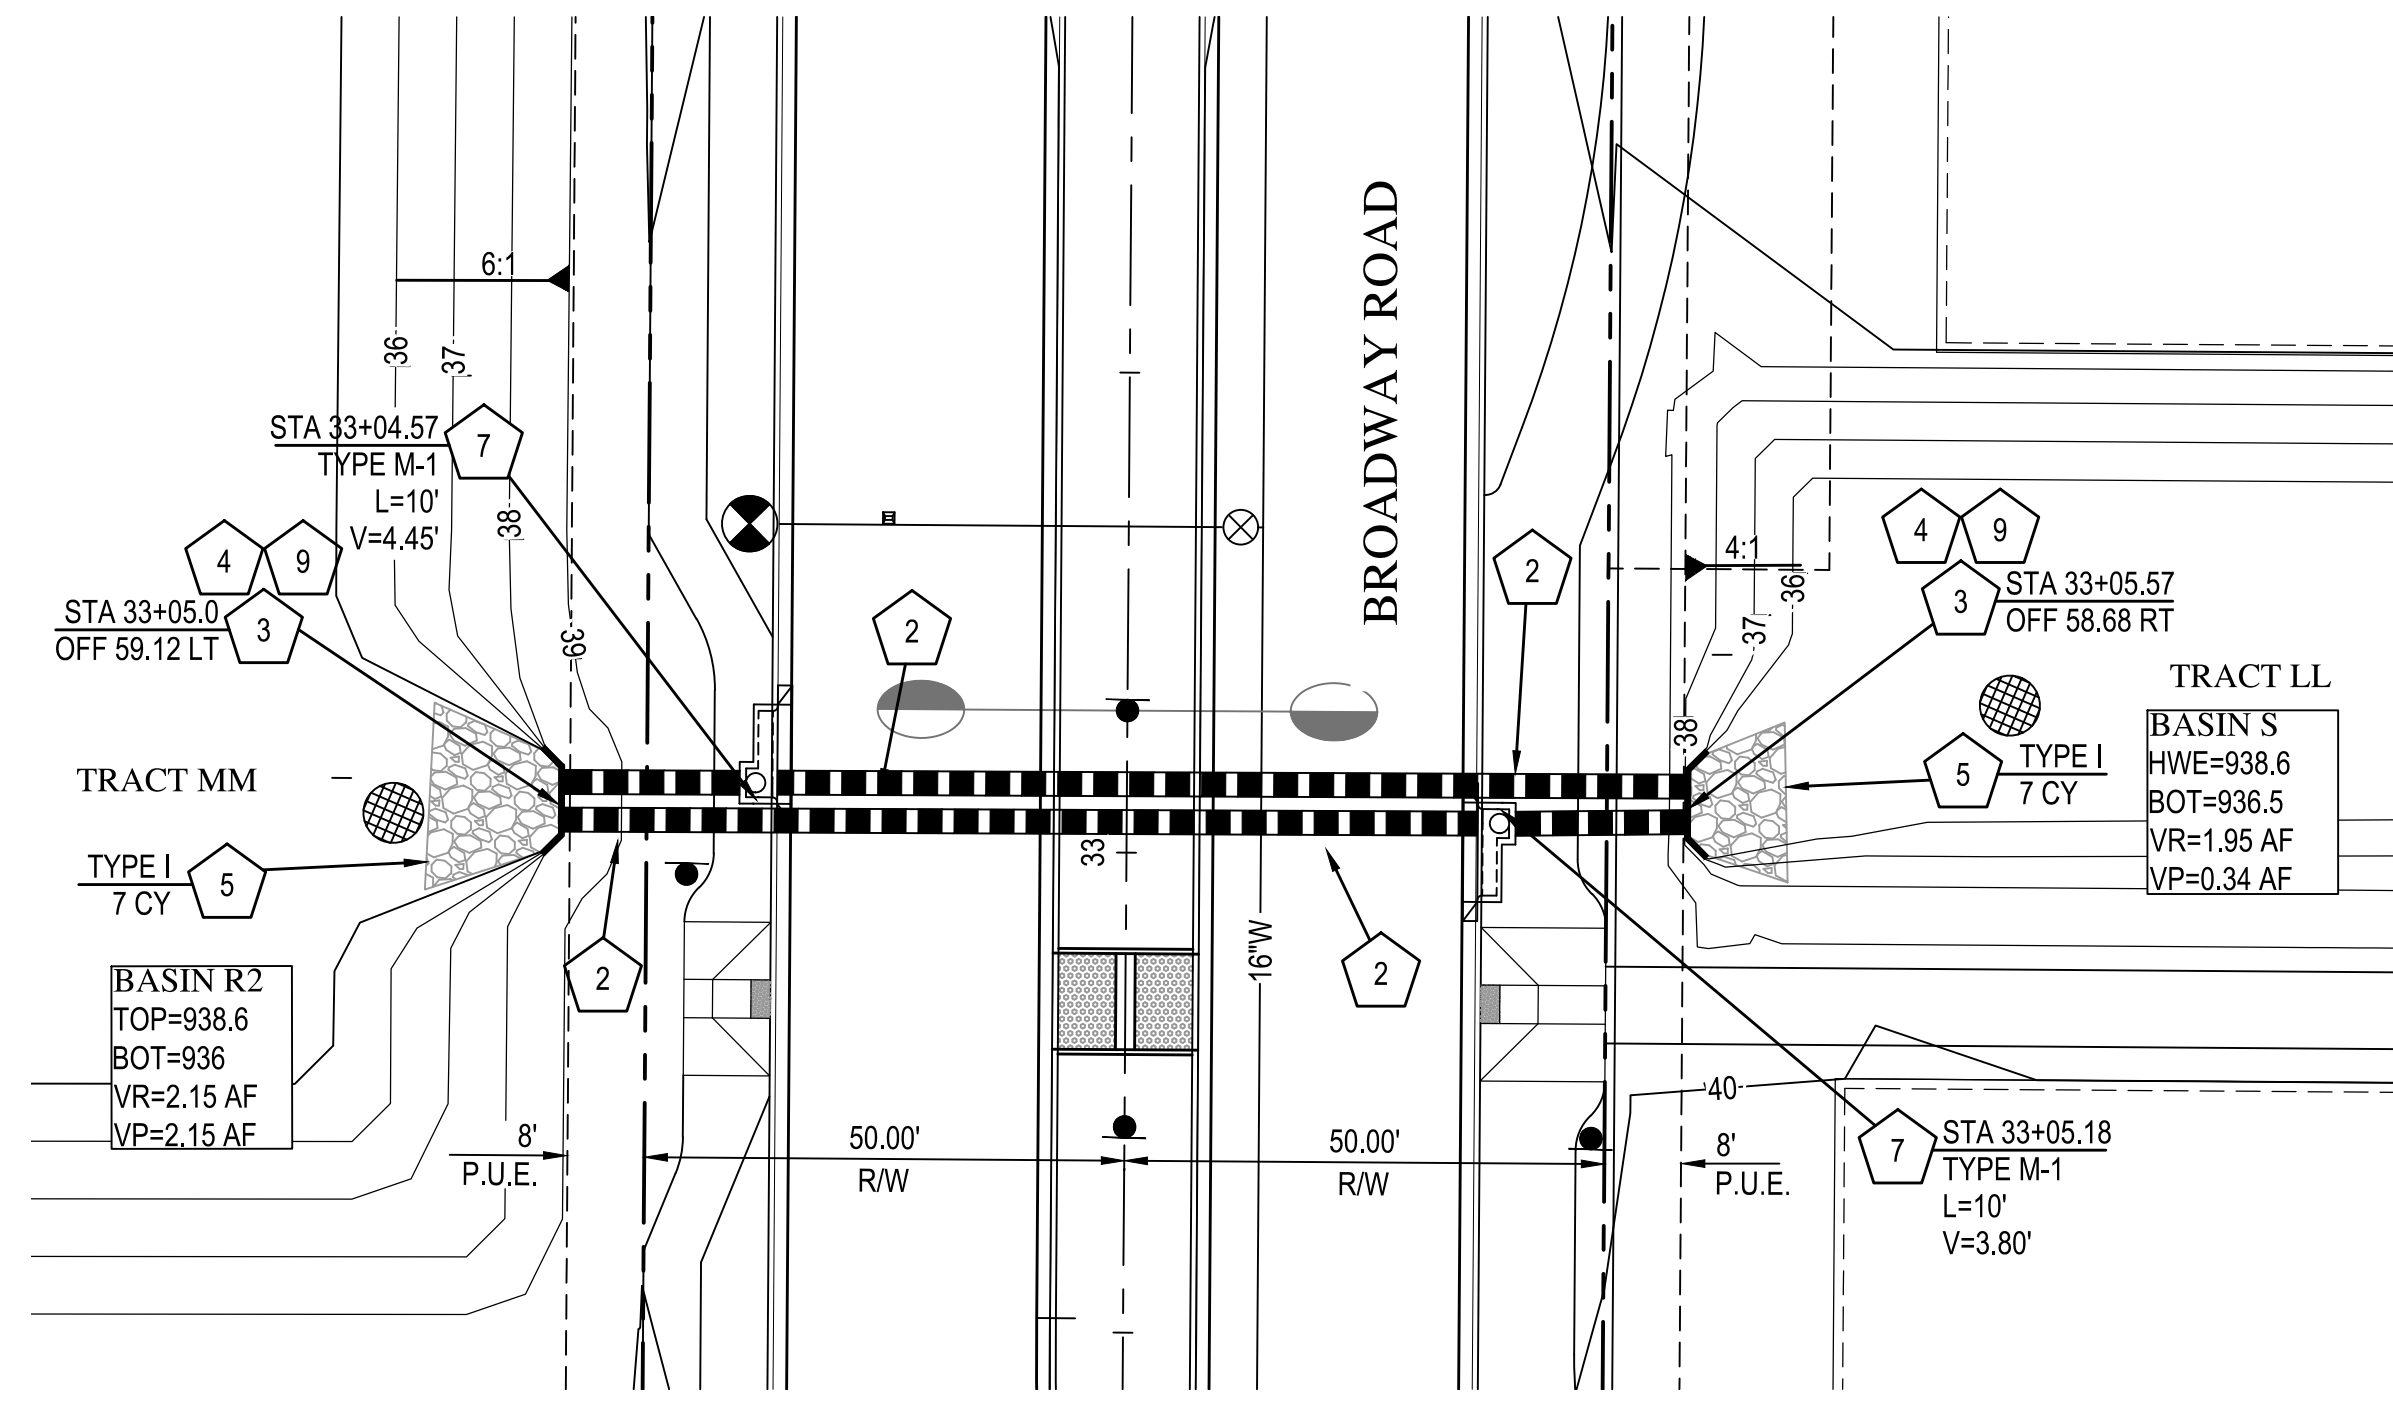 6:1
36
37
38
39
STA 33+04.57
7
TYPE M-1
L=10'
V=4.45'
4
9
STA 33+05.0
3
OFF 59.12 LT
2
BROADWAY ROAD
2
4:1
36
37
38
4
9
3
STA 33+05.57
OFF 58.68 RT
TRACT LL
BASIN S
HWE=938.6
BOT=936.5
VR=1.95 AF
VP=0.34 AF
5
TYPE I
7 CY
TRACT MM
TYPE I
5
7 CY
33
16"W
2
2
BASIN R2
TOP=938.6
BOT=936
VR=2.15 AF
VP=2.15 AF
8'
P.U.E.
50.00'
R/W
50.00'
R/W
8'
P.U.E.
40
7
STA 33+05.18
TYPE M-1
L=10'
V=3.80'